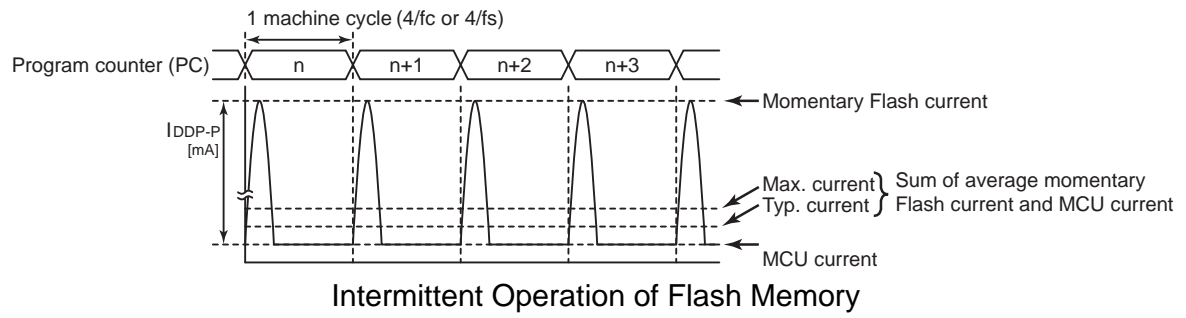 1 machine cycle (4/fc or 4/fs)
Program counter (PC)
n
n+1
n+2
n+3
Momentary Flash current
IDDP-P
[mA]
Max. current
Typ. current
Sum of average momentary
Flash current and MCU current
MCU current
Intermittent Operation of Flash Memory